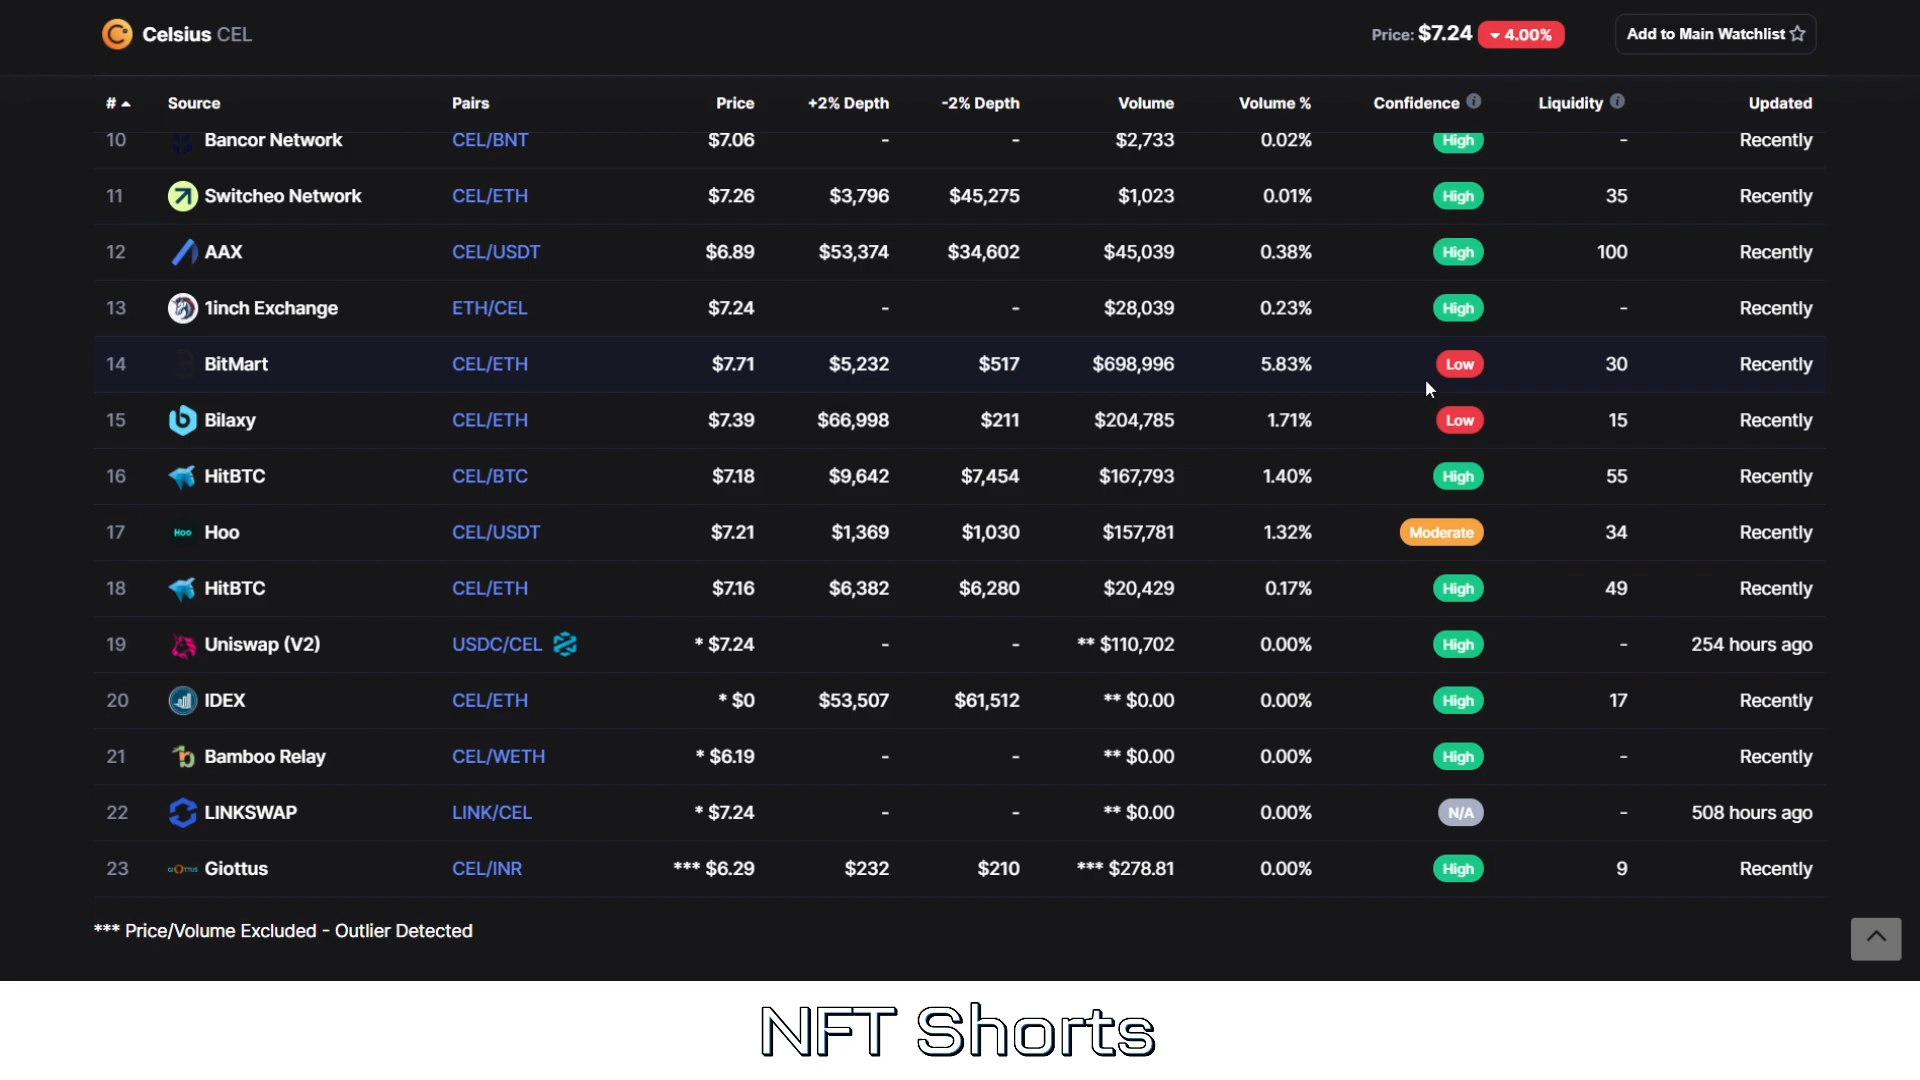 Celsius CEL Price: $7.24 4.00% Add to Main Watchlist
# Source Pairs Price +2% Depth -2% Depth Volume Volume % Confidence Liquidity Updated
10 Bancor Network CEL/BNT $7.06 - - $2,733 0.02% High - Recently
11 Switcheo Network CEL/ETH $7.26 $3,796 $45,275 $1,023 0.01% High 35 Recently
12 AAX CEL/USDT $6.89 $53,374 $34,602 $45,039 0.38% High 100 Recently
13 1inch Exchange ETH/CEL $7.24 - - $28,039 0.23% High - Recently
14 BitMart CEL/ETH $7.71 $5,232 $517 $698,996 5.83% Low 30 Recently
15 Bilaxy CEL/ETH $7.39 $66,998 $211 $204,785 1.71% Low 15 Recently
16 HitBTC CEL/BTC $7.18 $9,642 $7,454 $167,793 1.40% High 55 Recently
17 Hoo Hoo CEL/USDT $7.21 $1,369 $1,030 $157,781 1.32% Moderate 34 Recently
18 HitBTC CEL/ETH $7.16 $6,382 $6,280 $20,429 0.17% High 49 Recently
19 Uniswap (V2) USDC/CEL * $7.24 - - ** $110,702 0.00% High - 254 hours ago
20 IDEX CEL/ETH * $0 $53,507 $61,512 ** $0.00 0.00% High 17 Recently
21 Bamboo Relay CEL/WETH * $6.19 - - ** $0.00 0.00% High - Recently
22 LINKSWAP LINK/CEL * $7.24 - - ** $0.00 0.00% N/A - 508 hours ago
23 GIOTTUS Giottus CEL/INR *** $6.29 $232 $210 *** $278.81 0.00% High 9 Recently
*** Price/Volume Excluded - Outlier Detected
NFT Shorts